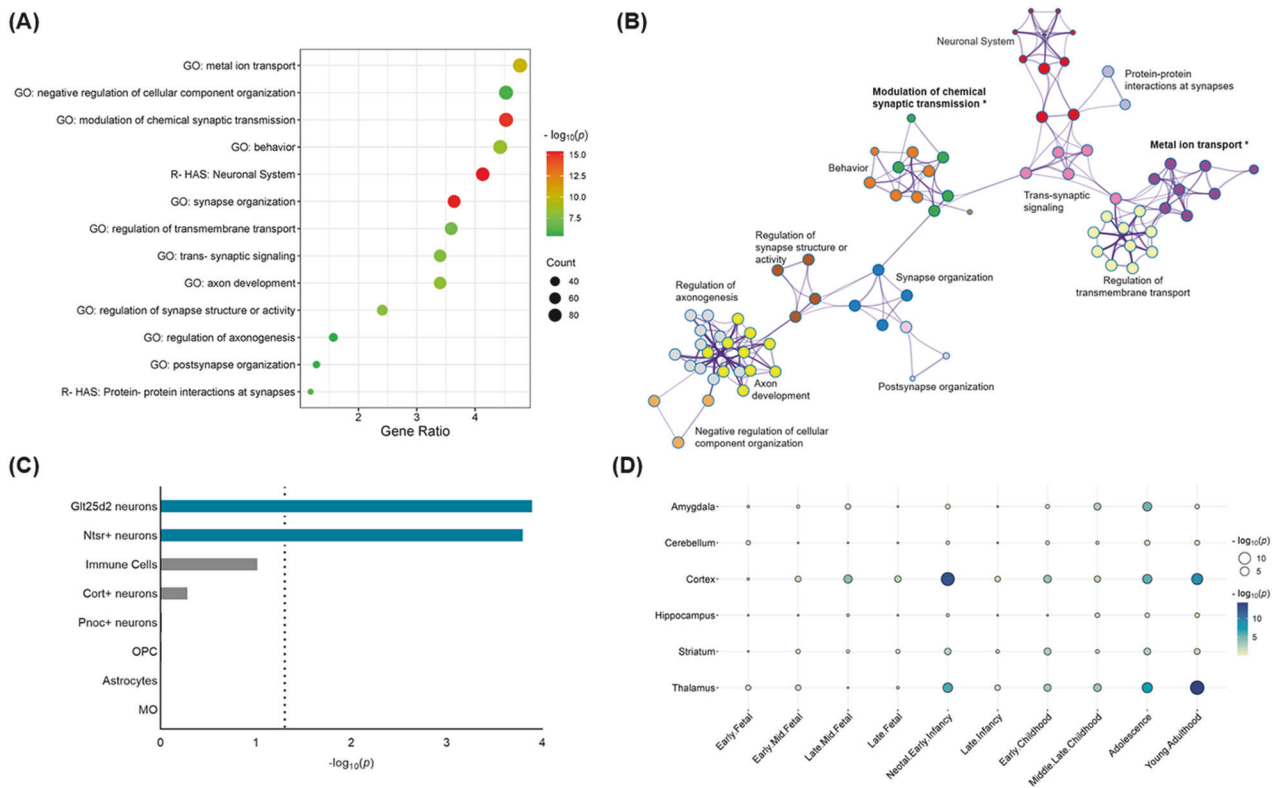 (A)
GO: metal ion transport
GO: negative regulation of cellular component organization
GO: modulation of chemical synaptic transmission
GO: behavior
R- HAS: Neuronal System
GO: synapse organization
GO: regulation of transmembrane transport
GO: trans- synaptic signaling
GO: axon development
GO: regulation of synapse structure or activity
GO: regulation of axonogenesis
GO: postsynapse organization
R- HAS: Protein- protein interactions at synapses
2 3 4
Gene Ratio
- log10(p)
15.0
12.5
10.0
7.5
Count
40
60
80
(B)
Neuronal System
Protein-protein
interactions at synapses
Modulation of chemical
synaptic transmission *
Metal ion transport *
Behavior
Trans-synaptic
signaling
Regulation of
synapse structure or
activity
Synapse organization
Regulation of
transmembrane transport
Regulation of
axonogenesis
Axon
development
Postsynapse organization
Negative regulation of cellular
component organization
(C)
Glt25d2 neurons
Ntsr+ neurons
Immune Cells
Cort+ neurons
Pnoc+ neurons
OPC
Astrocytes
MO
0 1 2 3 4
-log10(p)
(D)
Amygdala
Cerebellum
Cortex
Hippocampus
Striatum
Thalamus
Early.Fetal
Early.Mid.Fetal
Late.Mid.Fetal
Late.Fetal
Neotal.Early.Infancy
Late.Infancy
Early.Childhood
Middle.Late.Childhood
Adolescence
Young.Adulthood
- log10(p)
10
5
- log10(p)
10
5